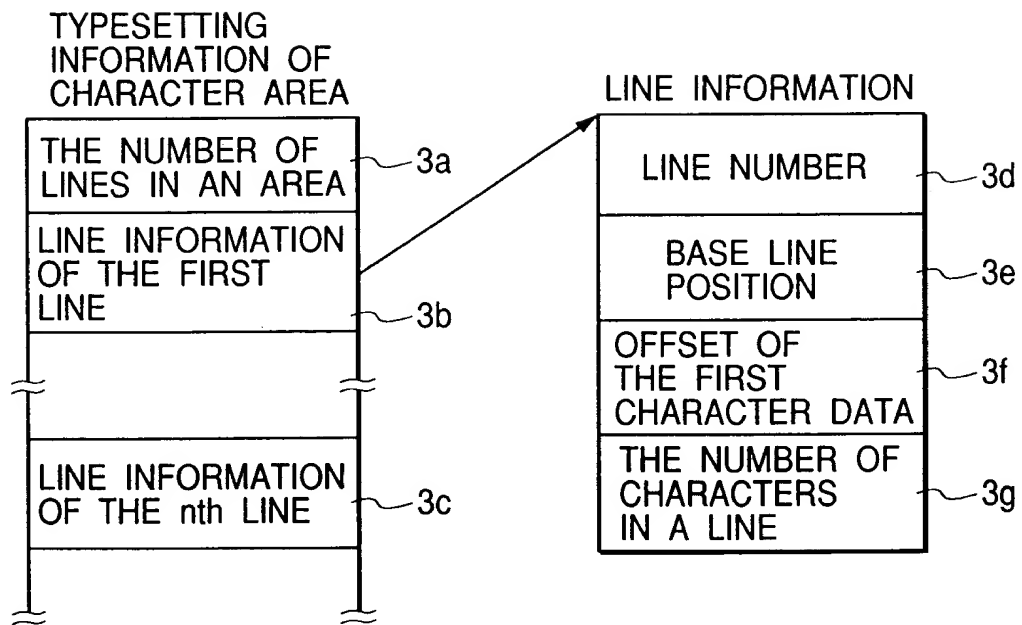 TYPESETTING
INFORMATION OF
CHARACTER AREA
THE NUMBER OF
LINES IN AN AREA
3a
LINE INFORMATION
OF THE FIRST
LINE
3b
LINE INFORMATION
OF THE nth LINE
3c
LINE INFORMATION
LINE NUMBER
3d
BASE LINE
POSITION
3e
OFFSET OF
THE FIRST
CHARACTER DATA
3f
THE NUMBER OF
CHARACTERS
IN A LINE
3g